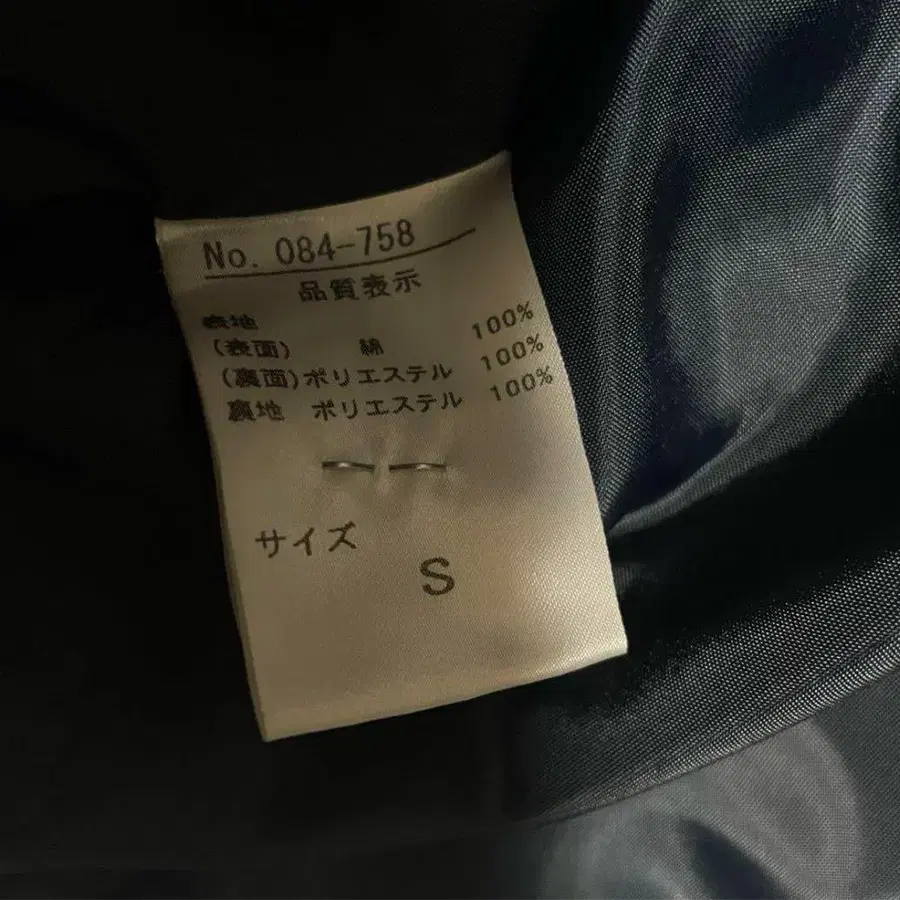 No. 084-758
品質表示
表地
(表面) 綿 100%
(裏面)ポリエステル 100%
裏地 ポリエステル 100%
サイズ
S